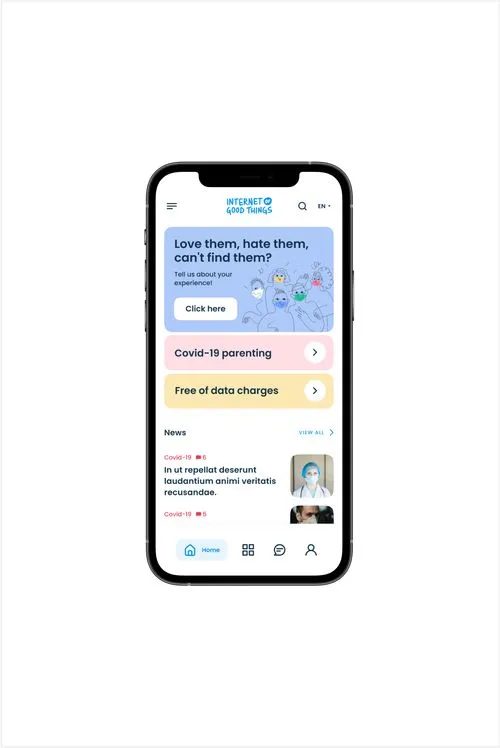 INTERNET OF
GOOD THINGS
EN
Love them, hate them,
can't find them?
Tell us about your
experience!
Click here
Covid-19 parenting
Free of data charges
News
VIEW ALL
Covid-19 6
In ut repellat deserunt
laudantium animi veritatis
recusandae.
Covid-19 5
Home